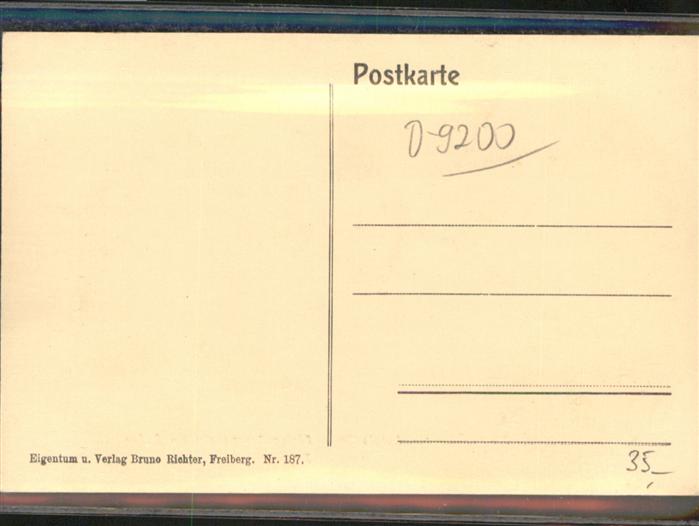 Postkarte
D-9200
Eigentum u. Verlag Bruno Richter, Freiberg. Nr. 187.
35,-